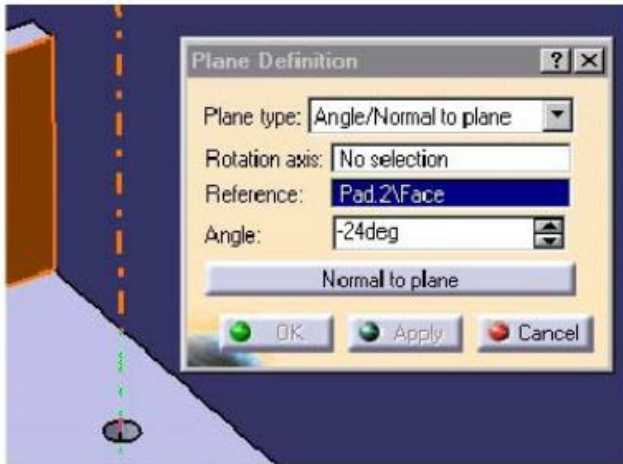 Plane Definition
Plane type: Angle/Normal to plane
Rotation axis: No selection
Reference: Pad.2\Face
Angle: -24deg
Normal to plane
OK Apply Cancel